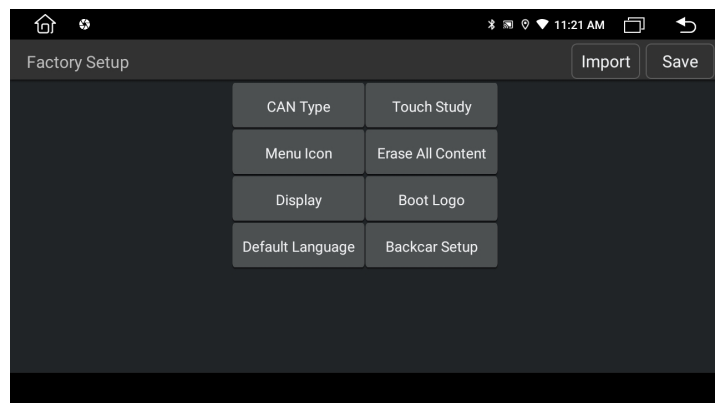 11:21 AM
Factory Setup Import Save
CAN Type Touch Study
Menu Icon Erase All Content
Display Boot Logo
Default Language Backcar Setup